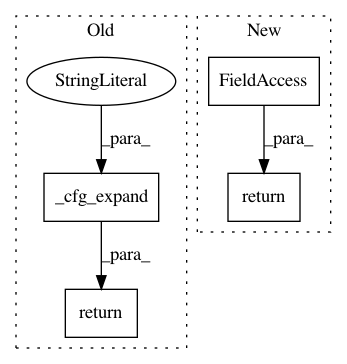 Old
New
StringLiteral
FieldAccess
_para_
_para_
_cfg_expand
return
_para_
return